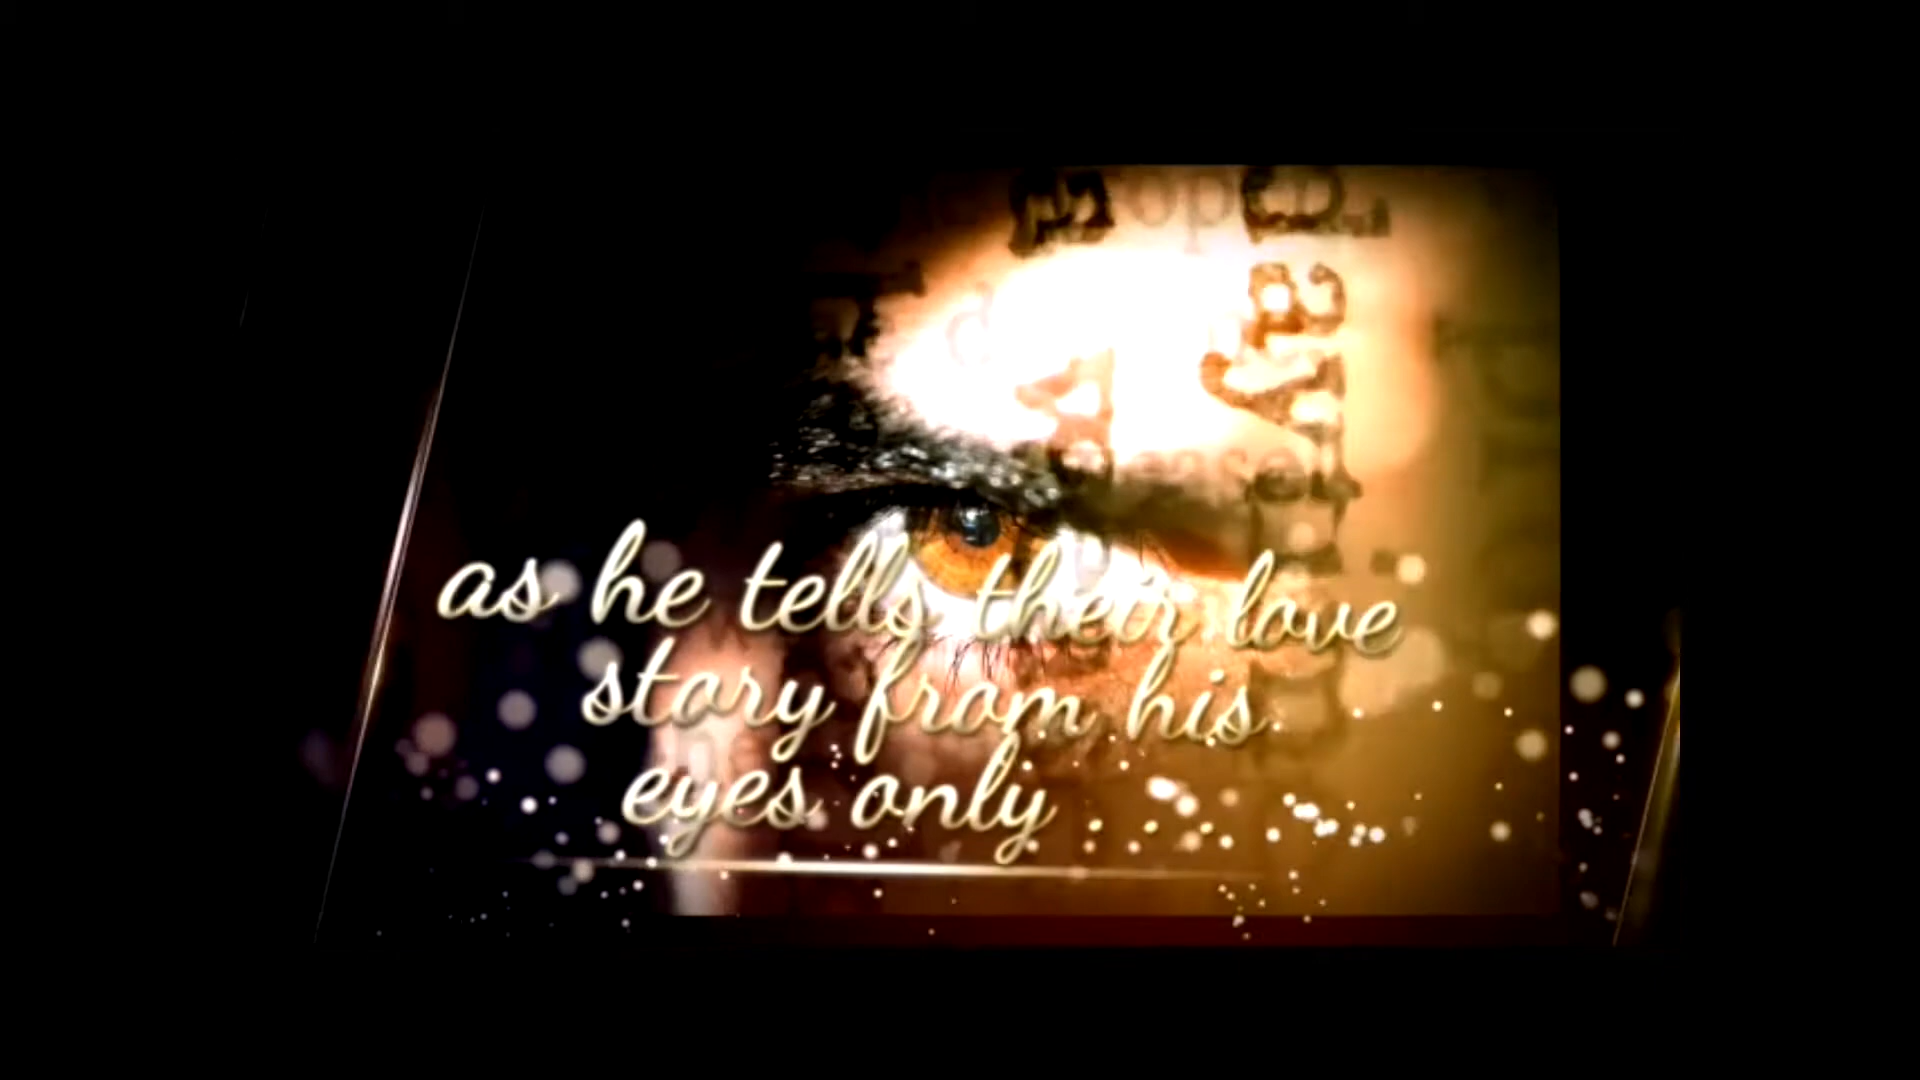 as he tells their love
story from his
eyes only